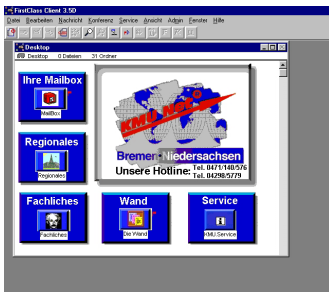 FirstClass Client 3.5D
Datei Bearbeiten Nachricht Konferenz Service Ansicht Admin Fenster Hilfe
Desktop
Desktop 0 Dateien 31 Ordner
Ihre Mailbox
MailBox
KMU Net
Bremen Niedersachsen
Unsere Hotline: Tel. 0471/140/576
Tel. 04298/5779
Regionales
Regionales
Fachliches
Fachliches
Wand
Die Wand
Service
KMU.Service